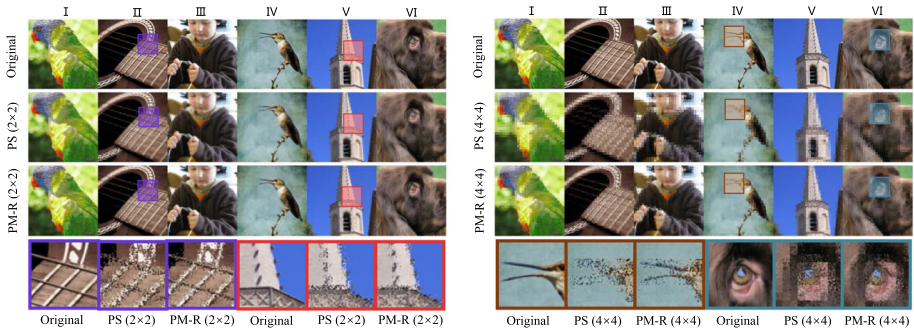 Ⅰ Ⅱ Ⅲ Ⅳ Ⅴ Ⅵ
Original
PS (2×2)
PM-R (2×2)
Original PS (2×2) PM-R (2×2) Original PS (2×2) PM-R (2×2)
Ⅰ Ⅱ Ⅲ Ⅳ Ⅴ Ⅵ
Original
PS (4×4)
PM-R (4×4)
Original PS (4×4) PM-R (4×4) Original PS (4×4) PM-R (4×4)